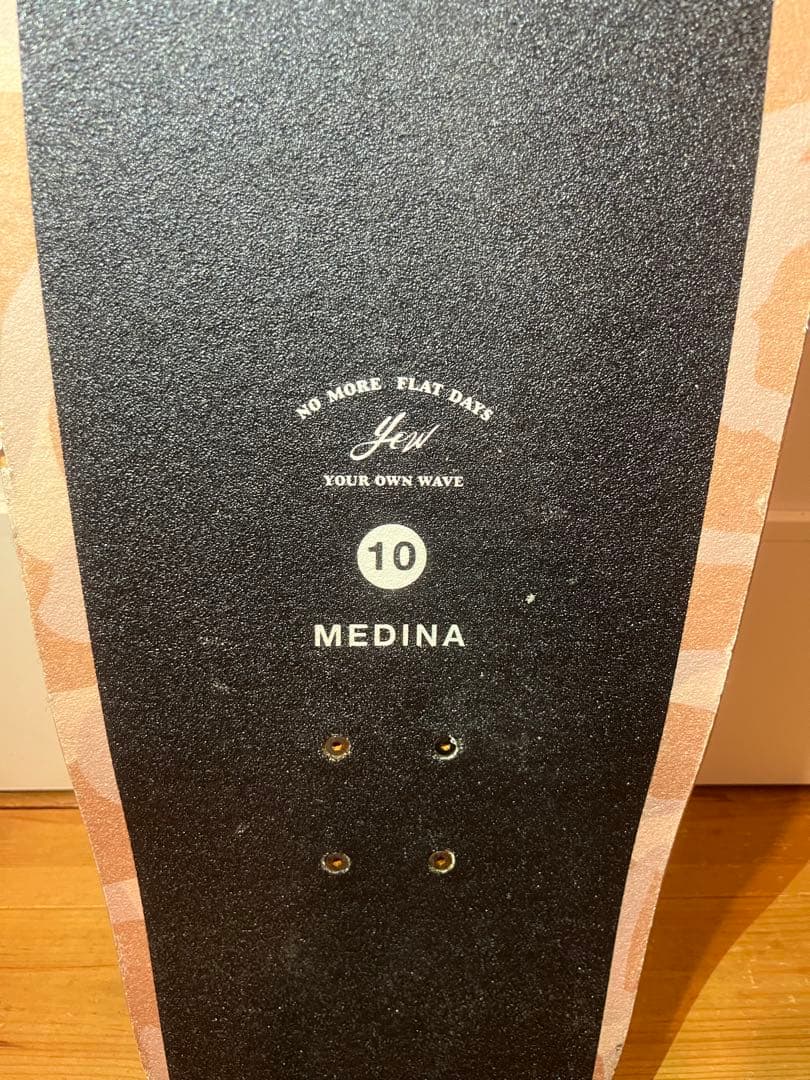 NO MORE FLAT DAYS
Yow
YOUR OWN WAVE
10
MEDINA